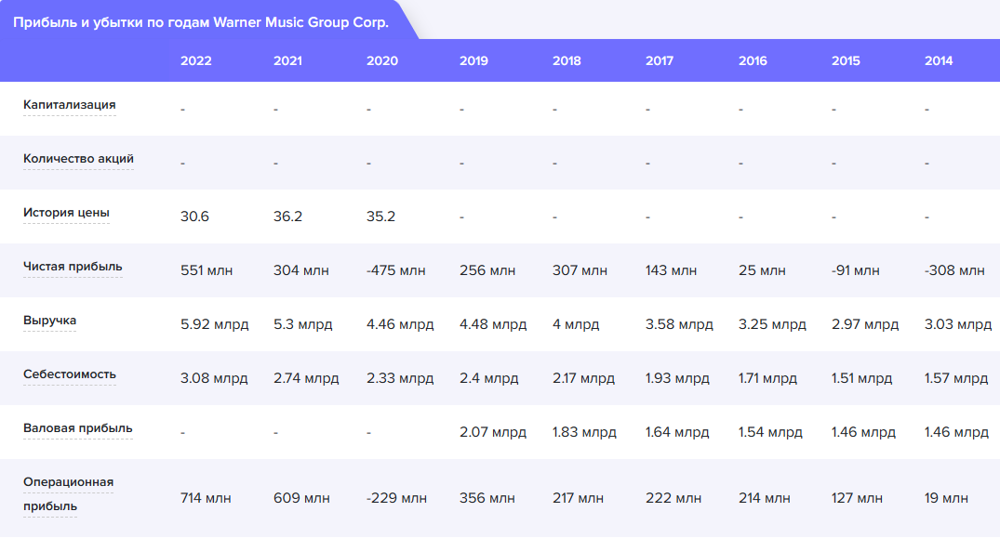 Прибыль и убытки по годам Warner Music Group Corp.
2022 2021 2020 2019 2018 2017 2016 2015 2014
Капитализация - - - - - - - - -
Количество акций - - - - - - - - -
История цены 30.6 36.2 35.2 - - - - - -
Чистая прибыль 551 млн 304 млн -475 млн 256 млн 307 млн 143 млн 25 млн -91 млн -308 млн
Выручка 5.92 млрд 5.3 млрд 4.46 млрд 4.48 млрд 4 млрд 3.58 млрд 3.25 млрд 2.97 млрд 3.03 млрд
Себестоимость 3.08 млрд 2.74 млрд 2.33 млрд 2.4 млрд 2.17 млрд 1.93 млрд 1.71 млрд 1.51 млрд 1.57 млрд
Валовая прибыль - - - 2.07 млрд 1.83 млрд 1.64 млрд 1.54 млрд 1.46 млрд 1.46 млрд
Операционная
прибыль 714 млн 609 млн -229 млн 356 млн 217 млн 222 млн 214 млн 127 млн 19 млн